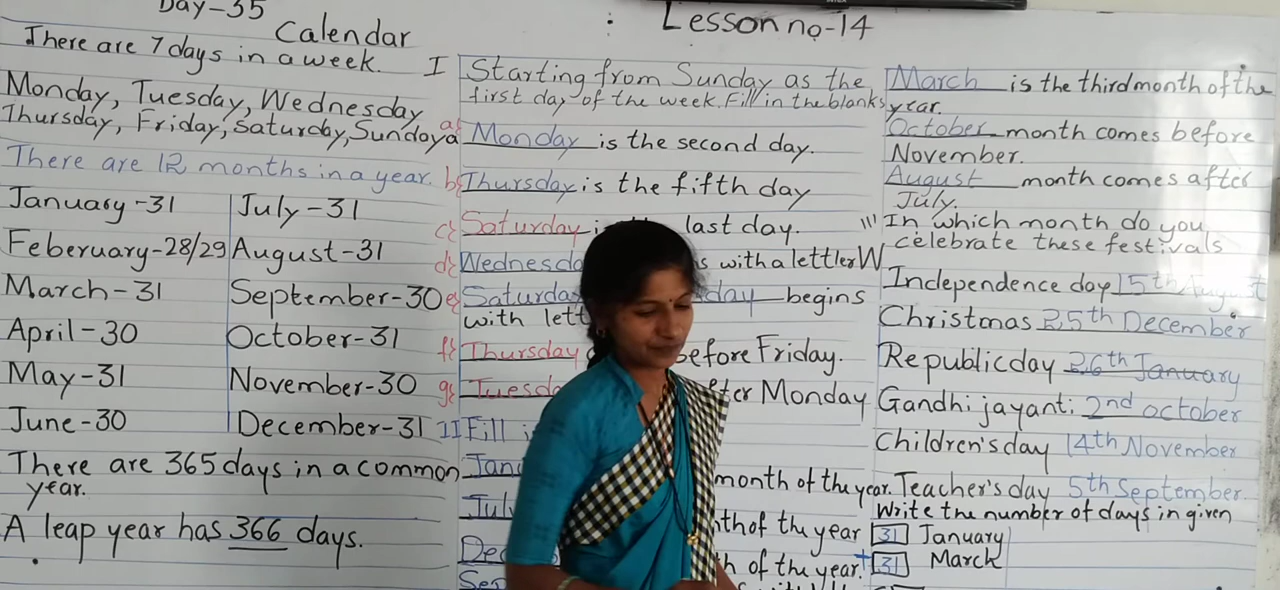 Day-35
Calendar
There are 7 days in a week.
Monday, Tuesday, Wednesday
Thursday, Friday, Saturday, Sunday
There are 12 months in a year.
January-31
Feberuary-28/29
March-31
April-30
May-31
June-30
July-31
August-31
September-30
October-31
November-30
December-31
There are 365 days in a common
year.
A leap year has 366 days.
: Lesson no-14
I Starting from Sunday as the
first day of the week. Fill in the blanks
a) Monday is the second day.
b) Thursday is the fifth day
c) Saturday last day.
d) with a lettler W
e) begins
with
f) Thursday before Friday.
g) Monday
II Fill
month of the year.
July of the year
of the year.
March is the third month of the
year.
October month comes before
November.
August month comes after
July.
III In which month do you
celebrate these festivals
Independence day 15th August
Christmas 25th December
Republic day 26th January
Gandhi jayanti 2nd october
Children's day 14th November
Teacher's day 5th September.
Write the number of days in given
31 January
31 March